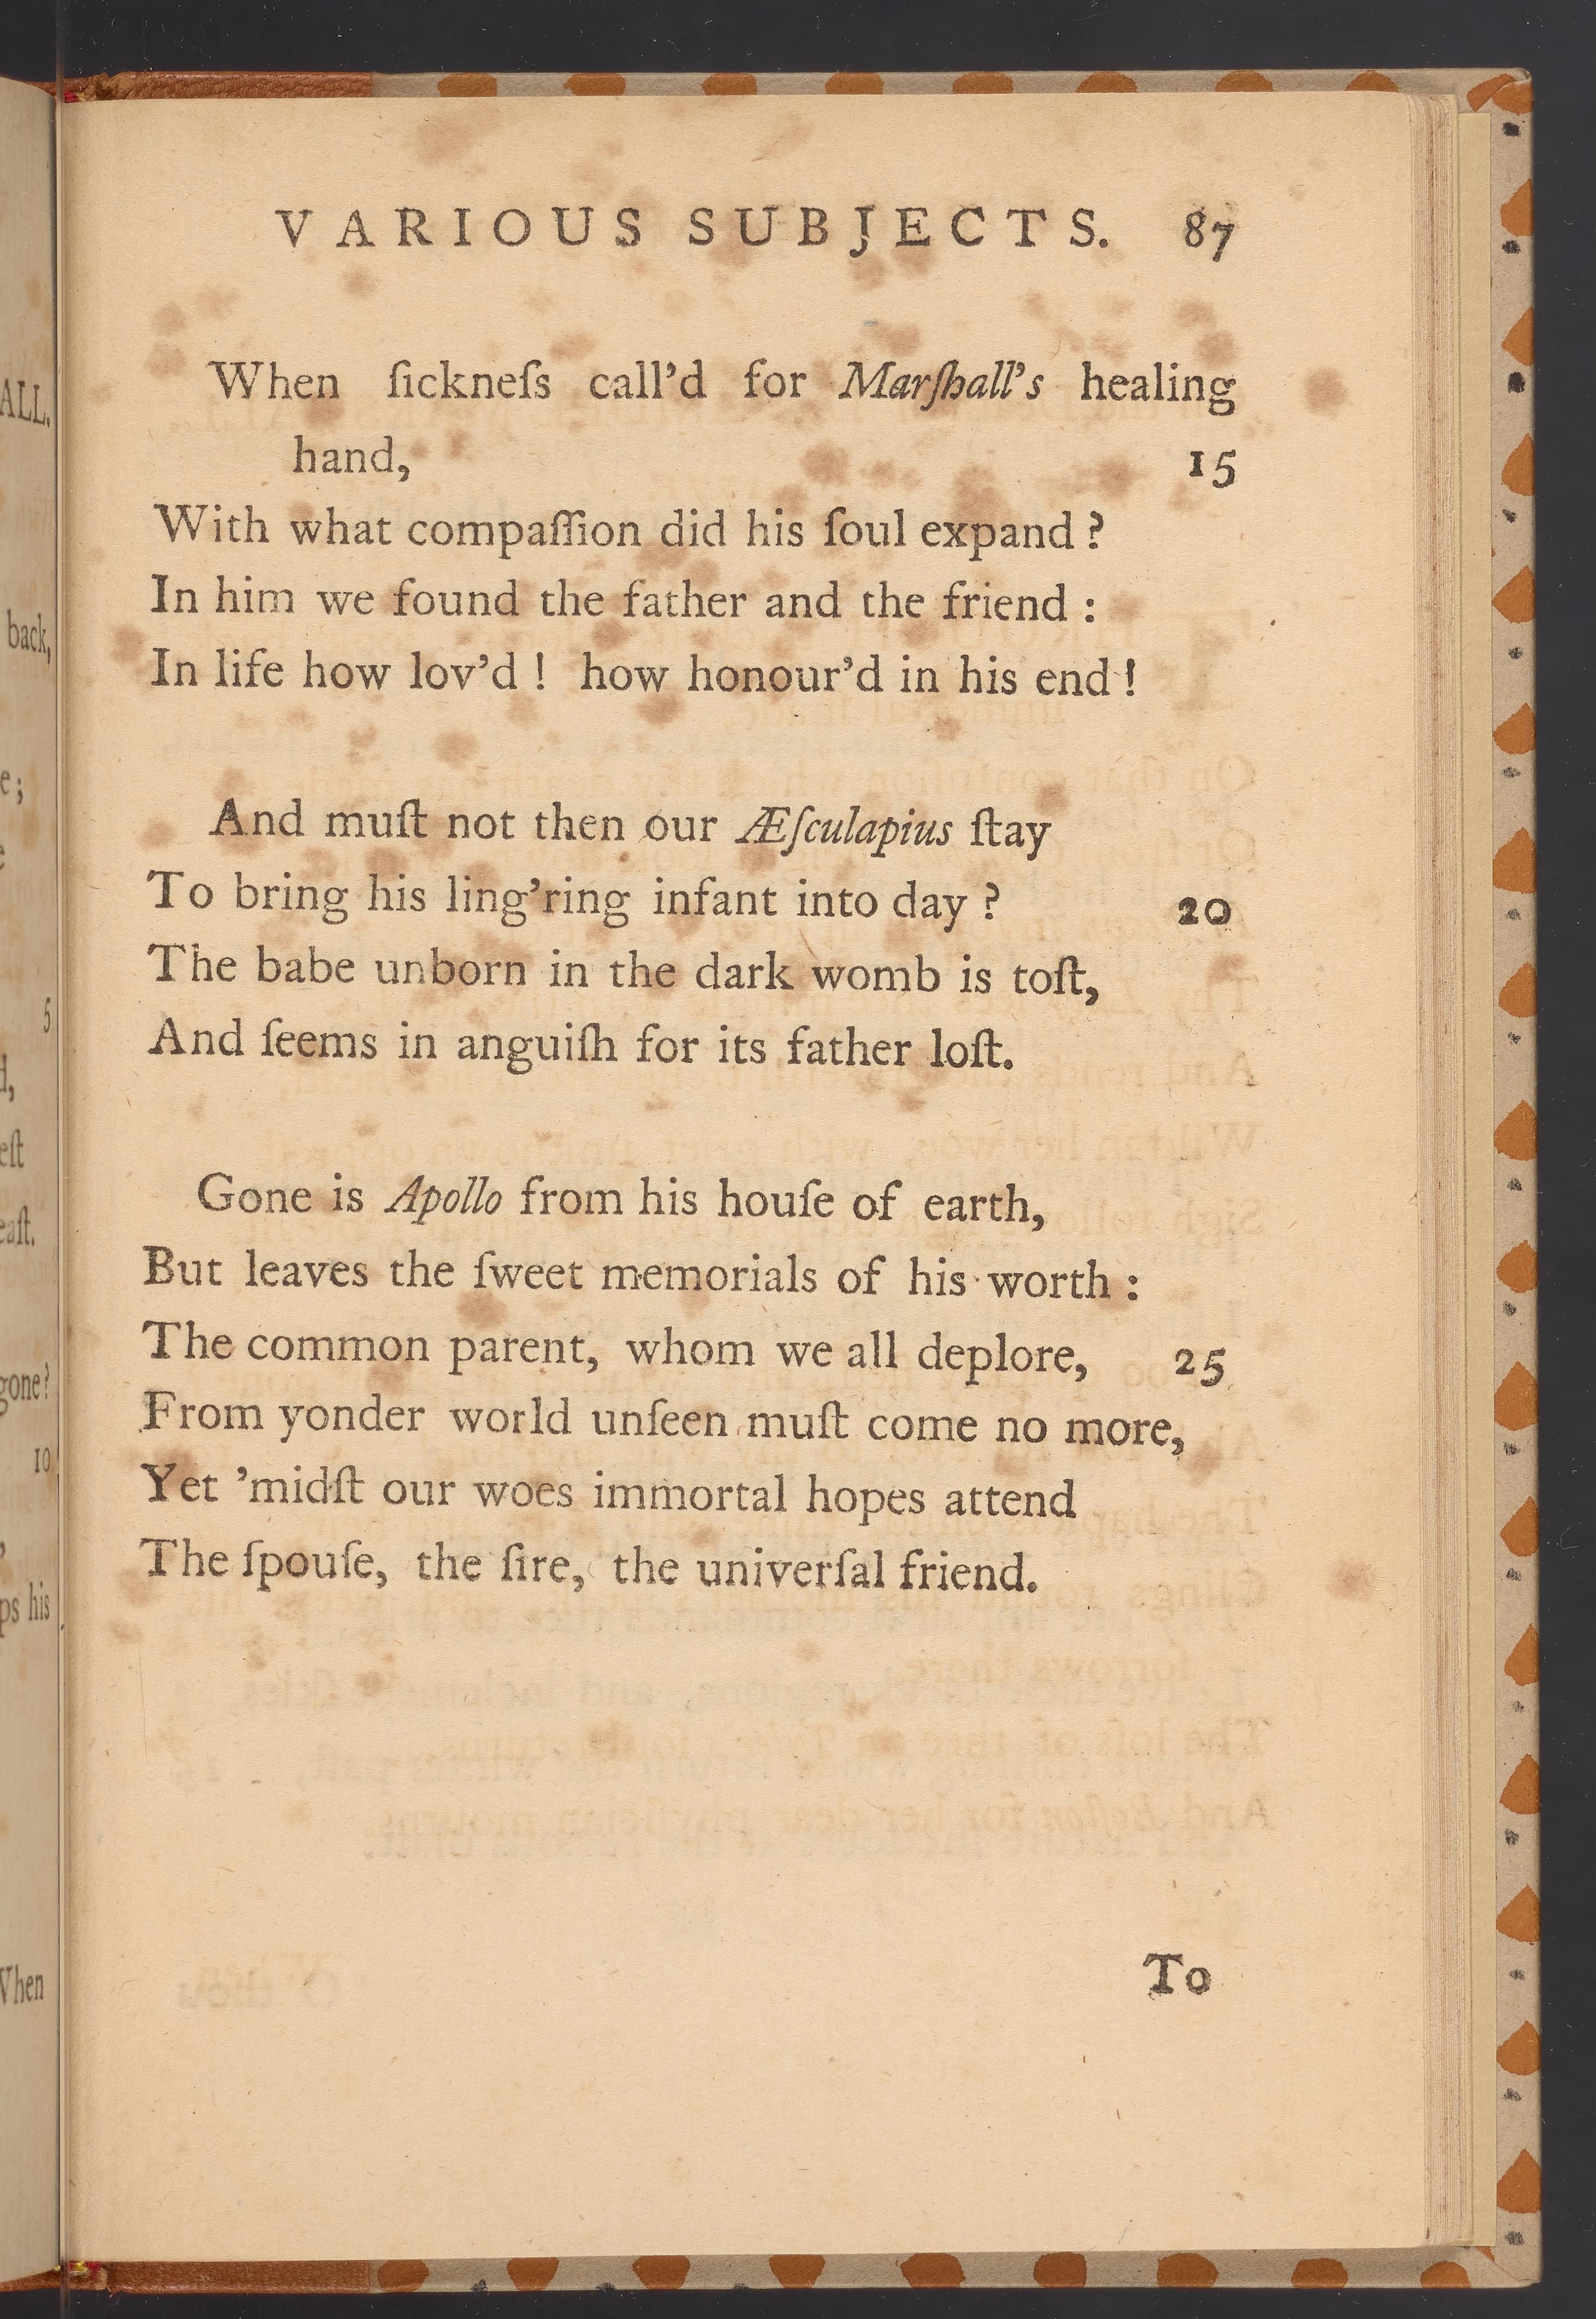 VARIOUS SUBJECTS. 87
When ſickneſs call’d for Marſhall’s healing
hand, 15
With what compaſſion did his ſoul expand ?
In him we found the father and the friend :
In life how lov’d ! how honour’d in his end !
And muſt not then our Æſculapius ſtay
To bring his ling’ring infant into day ? 20
The babe unborn in the dark womb is toſt,
And ſeems in anguiſh for its father loſt.
Gone is Apollo from his houſe of earth,
But leaves the ſweet memorials of his worth :
The common parent, whom we all deplore, 25
From yonder world unſeen muſt come no more,
Yet ’midſt our woes immortal hopes attend
The ſpouſe, the ſire, the univerſal friend.
To
ALL.
back,
5
gone?
10
his